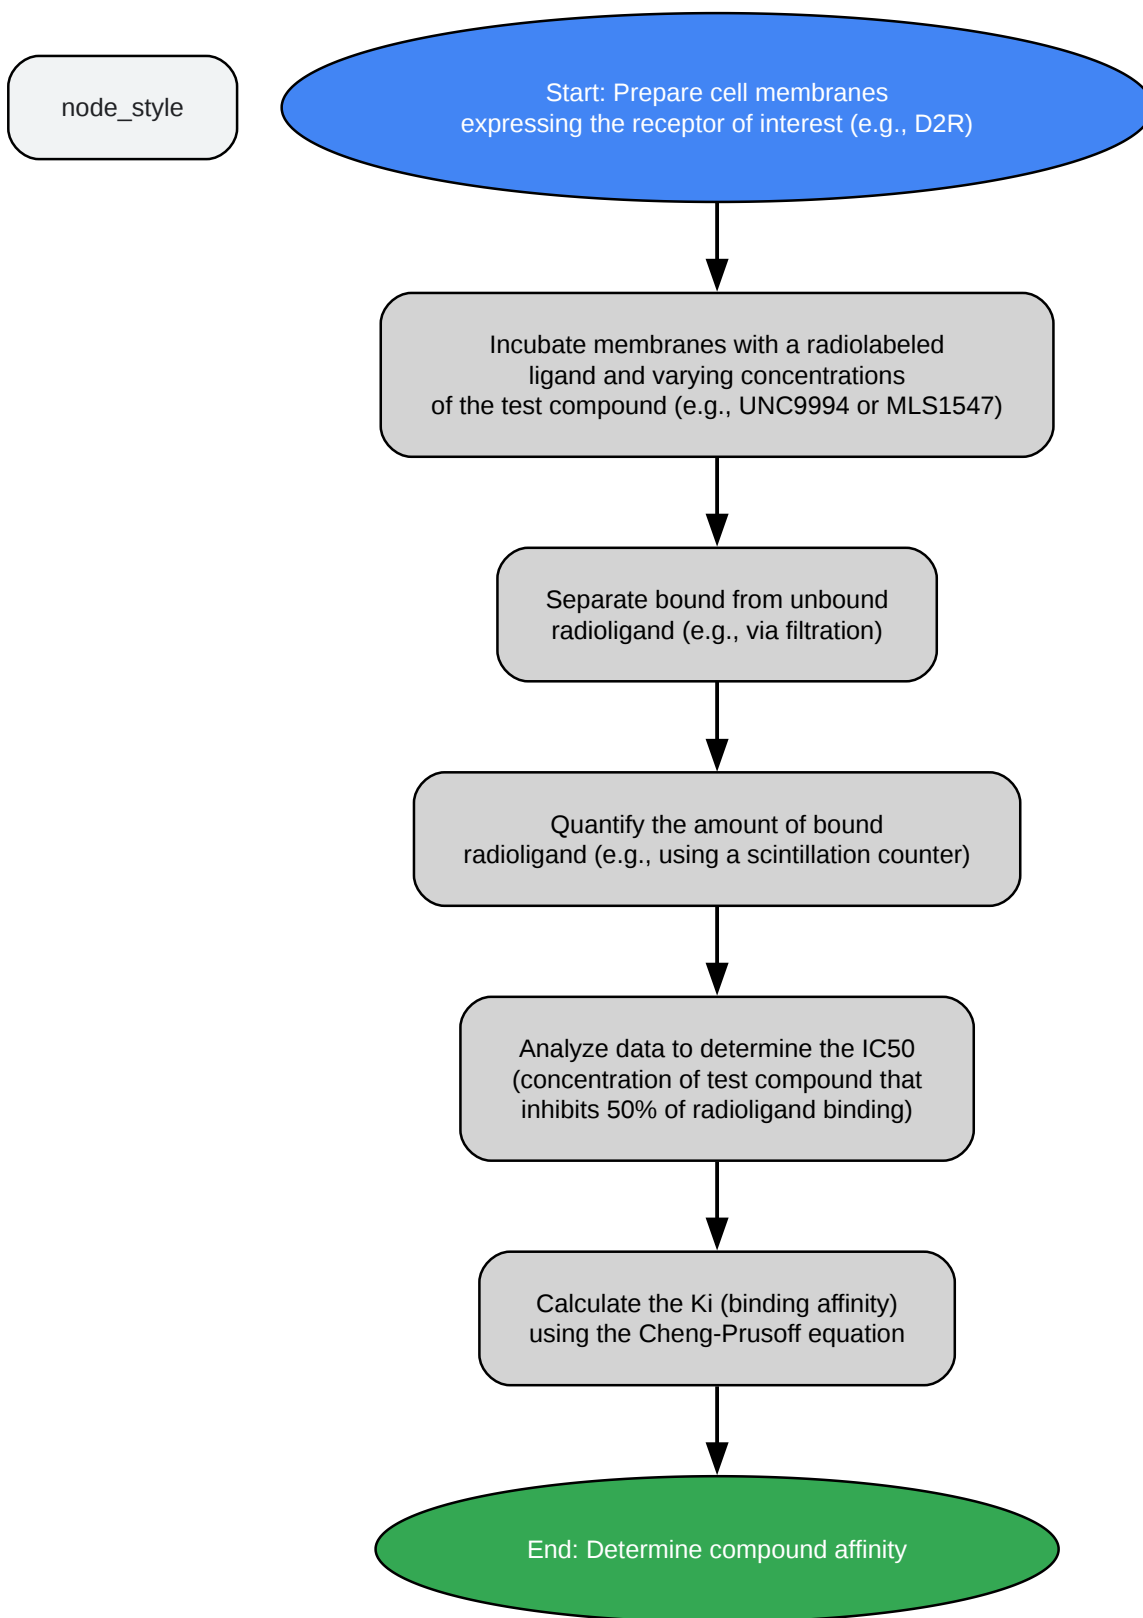 node_style
Start: Prepare cell membranes
expressing the receptor of interest (e.g., D2R)
Incubate membranes with a radiolabeled
ligand and varying concentrations
of the test compound (e.g., UNC9994 or MLS1547)
Separate bound from unbound
radioligand (e.g., via filtration)
Quantify the amount of bound
radioligand (e.g., using a scintillation counter)
Analyze data to determine the IC50
(concentration of test compound that
inhibits 50% of radioligand binding)
Calculate the Ki (binding affinity)
using the Cheng-Prusoff equation
End: Determine compound affinity